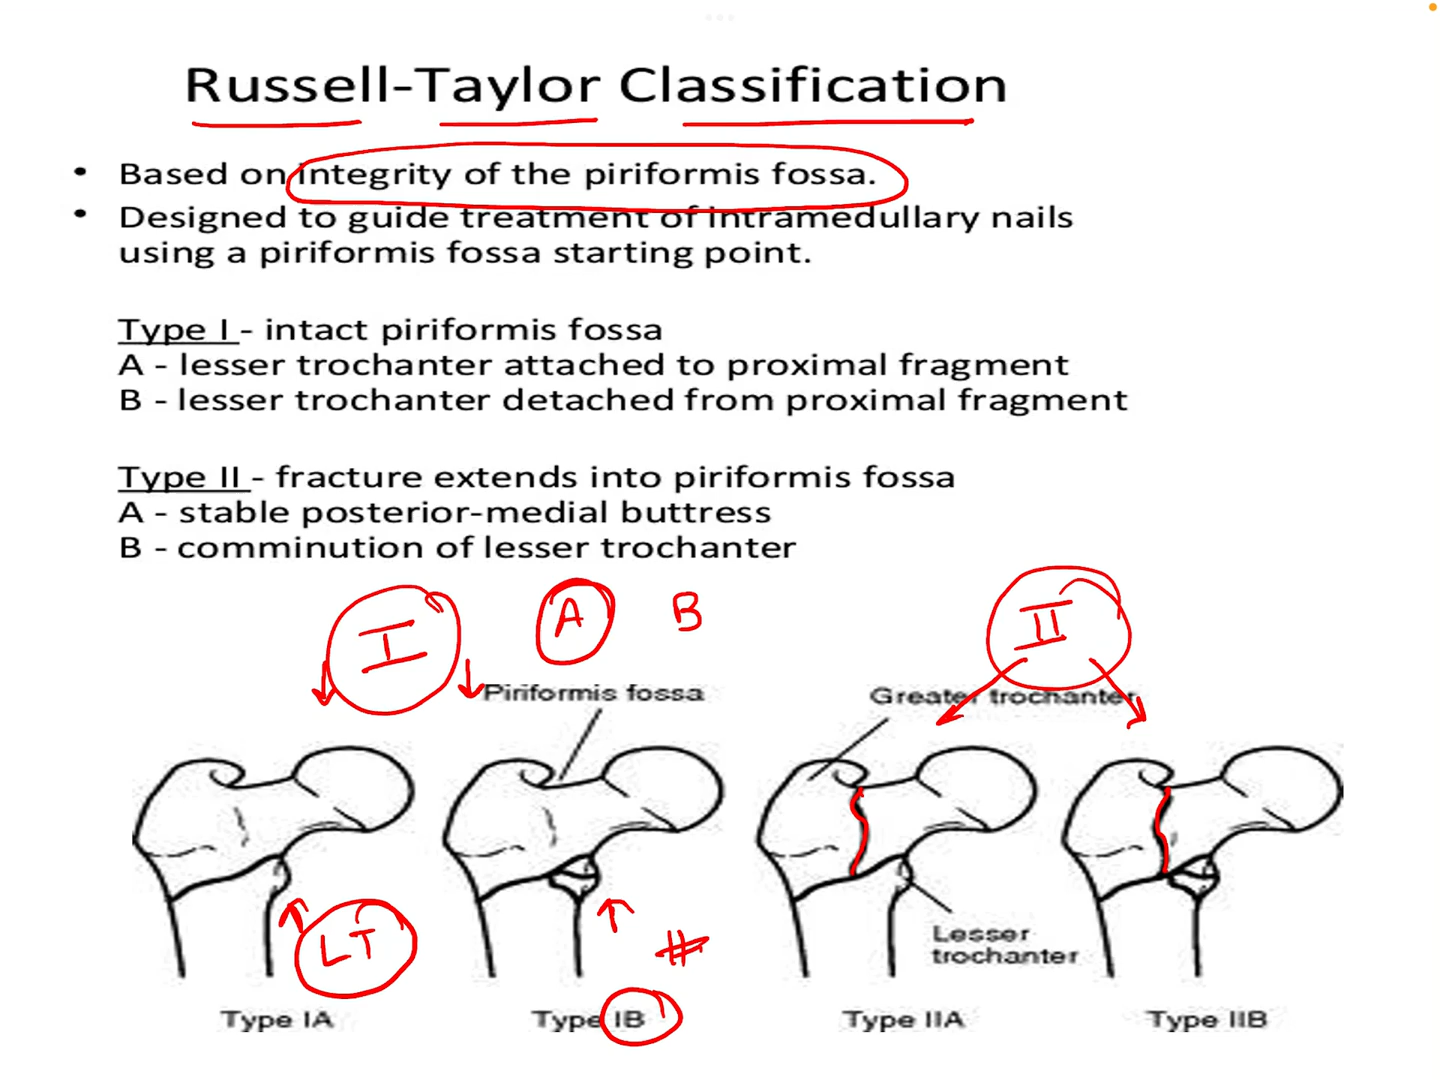 Russell-Taylor Classification
• Based on integrity of the piriformis fossa.
• Designed to guide treatment of intramedullary nails
using a piriformis fossa starting point.
Type I - intact piriformis fossa
A - lesser trochanter attached to proximal fragment
B - lesser trochanter detached from proximal fragment
Type II - fracture extends into piriformis fossa
A - stable posterior-medial buttress
B - comminution of lesser trochanter
I A B II
Piriformis fossa
Greater trochanter
LT
#
Lesser
trochanter
Type IA Type IB Type IIA Type IIB